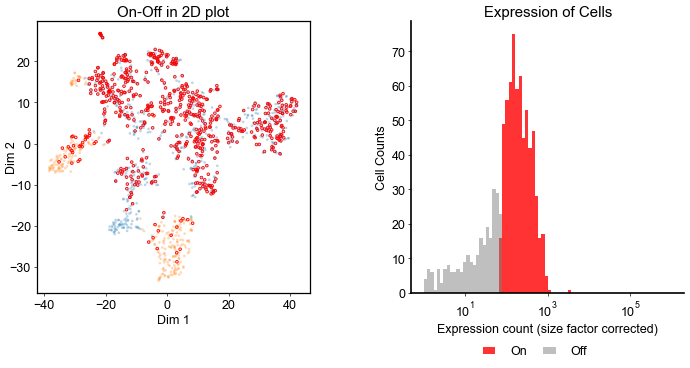 On-Off in 2D plot
Dim 2
20
10
0
−10
−20
−30
−40
−20
0
20
40
Dim 1
Expression of Cells
Cell Counts
70
60
50
40
30
20
10
0
10^1
10^3
10^5
Expression count (size factor corrected)
On
Off